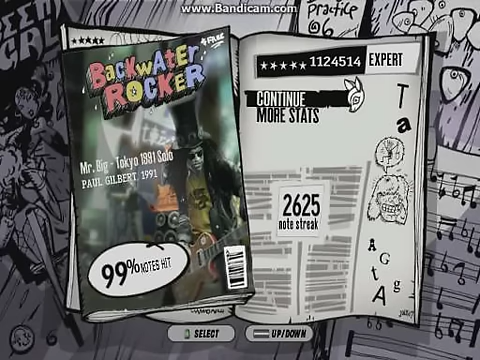 www.Bandicam.com
practice
BACKWATER
ROCKER
★★★★★ 1124514 EXPERT
CONTINUE
MORE STATS
Mr. Big - Tokyo 1991 Solo
PAUL GILBERT, 1991
2625
note streak
99% NOTES HIT
SELECT
UP/DOWN